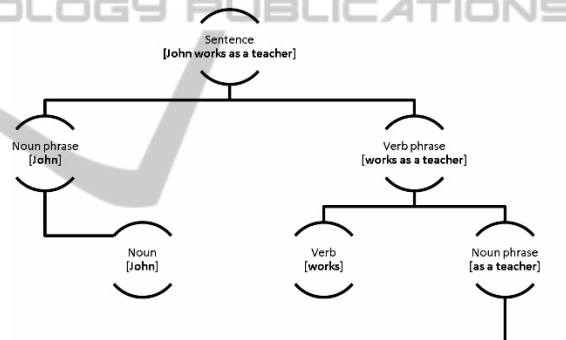 OLOGY PUBLICATIONS
Sentence
[John works as a teacher]
Noun phrase
[John]
Verb phrase
[works as a teacher]
Noun
[John]
Verb
[works]
Noun phrase
[as a teacher]